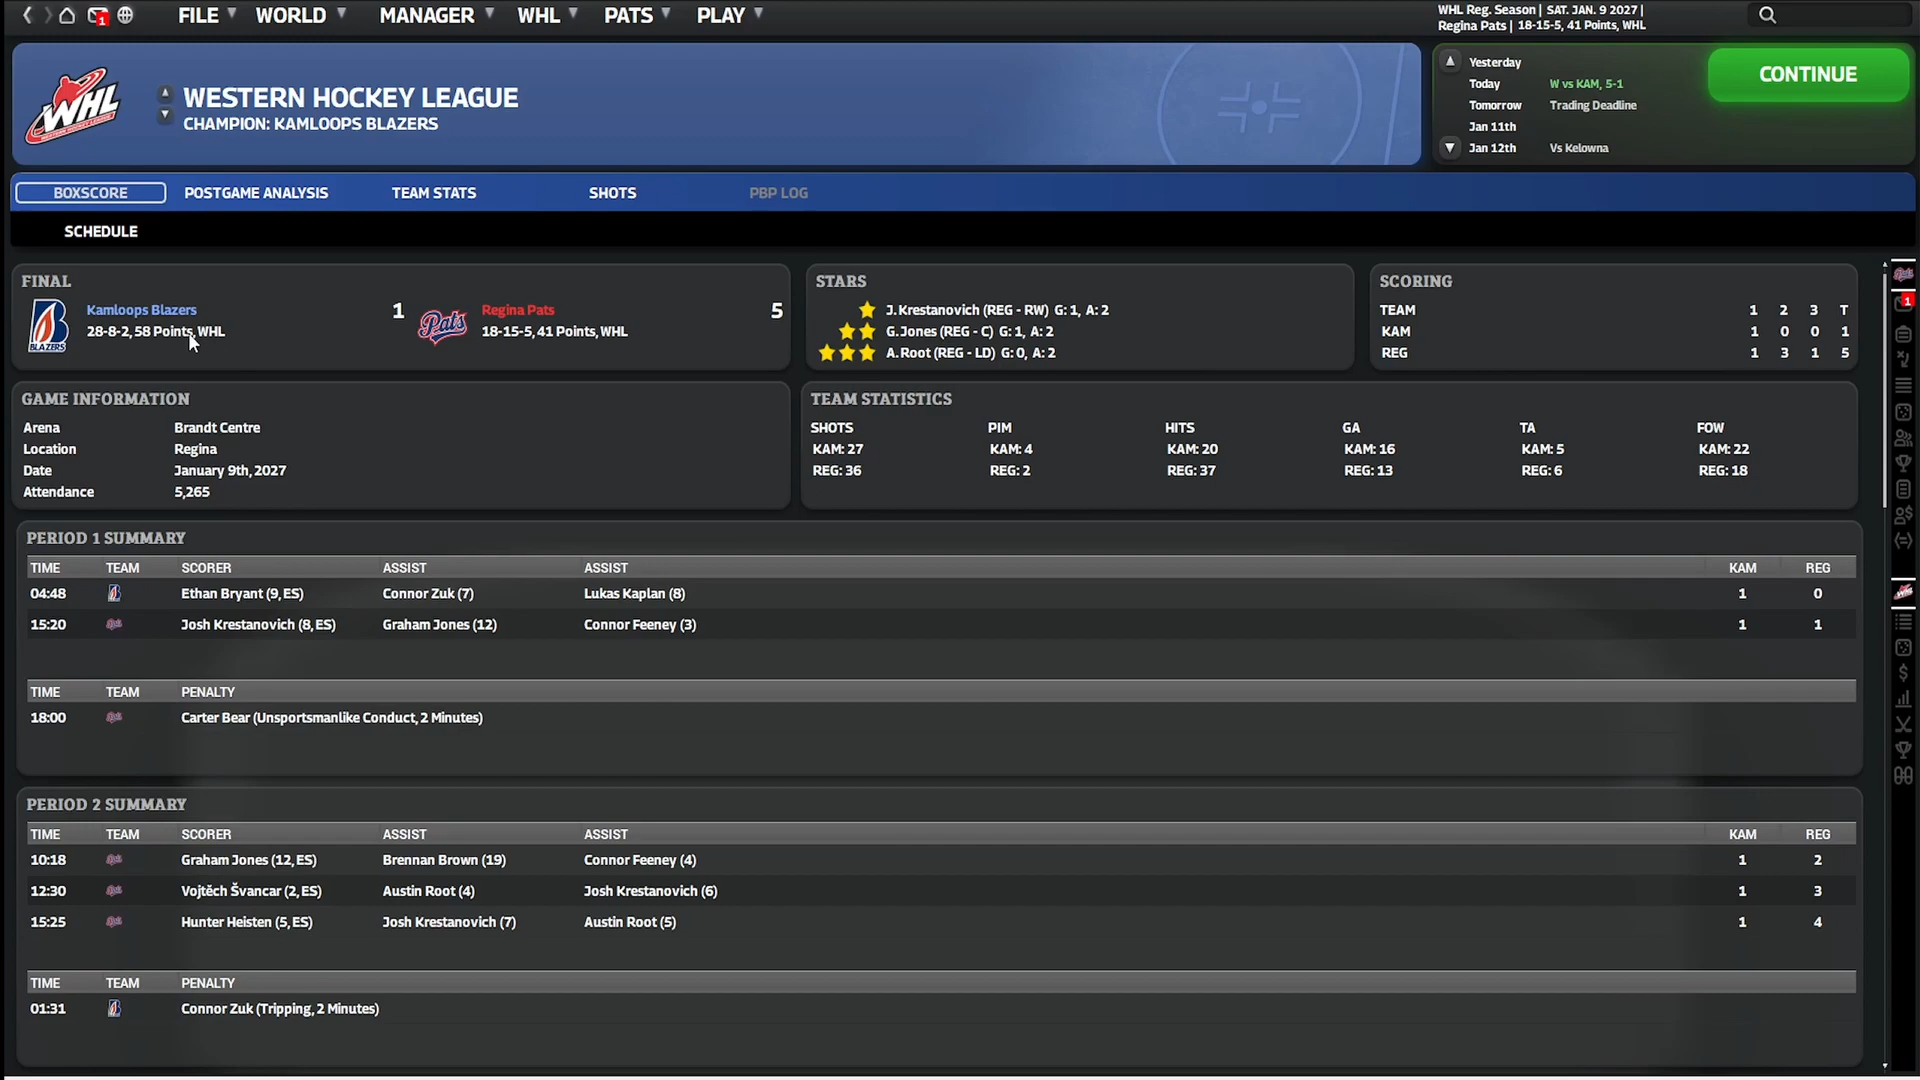 1
FILE
WORLD
MANAGER
WHL
PATS
PLAY
WHL Reg. Season | SAT. JAN. 9 2027 |
Regina Pats | 18-15-5, 41 Points, WHL
WHL
WESTERN HOCKEY LEAGUE
WESTERN HOCKEY LEAGUE
CHAMPION: KAMLOOPS BLAZERS
Yesterday
Today W vs KAM, 5-1
Tomorrow Trading Deadline
Jan 11th
Jan 12th Vs Kelowna
CONTINUE
BOXSCORE POSTGAME ANALYSIS TEAM STATS SHOTS PBP LOG
SCHEDULE
FINAL
BLAZERS
Kamloops Blazers 1
28-8-2, 58 Points, WHL
Pats
Regina Pats 5
18-15-5, 41 Points, WHL
STARS
J. Krestanovich (REG - RW) G: 1, A: 2
G. Jones (REG - C) G: 1, A: 2
A. Root (REG - LD) G: 0, A: 2
SCORING
TEAM 1 2 3 T
KAM 1 0 0 1
REG 1 3 1 5
Pats
1
GAME INFORMATION
Arena Brandt Centre
Location Regina
Date January 9th, 2027
Attendance 5,265
TEAM STATISTICS
SHOTS PIM HITS GA TA FOW
KAM: 27 KAM: 4 KAM: 20 KAM: 16 KAM: 5 KAM: 22
REG: 36 REG: 2 REG: 37 REG: 13 REG: 6 REG: 18
PERIOD 1 SUMMARY
TIME TEAM SCORER ASSIST ASSIST KAM REG
04:48 Ethan Bryant (9, ES) Connor Zuk (7) Lukas Kaplan (8) 1 0
15:20 Josh Krestanovich (8, ES) Graham Jones (12) Connor Feeney (3) 1 1
TIME TEAM PENALTY
18:00 Carter Bear (Unsportsmanlike Conduct, 2 Minutes)
PERIOD 2 SUMMARY
TIME TEAM SCORER ASSIST ASSIST KAM REG
10:18 Graham Jones (12, ES) Brennan Brown (19) Connor Feeney (4) 1 2
12:30 Vojtěch Švancar (2, ES) Austin Root (4) Josh Krestanovich (6) 1 3
15:25 Hunter Heisten (5, ES) Josh Krestanovich (7) Austin Root (5) 1 4
TIME TEAM PENALTY
01:31 Connor Zuk (Tripping, 2 Minutes)